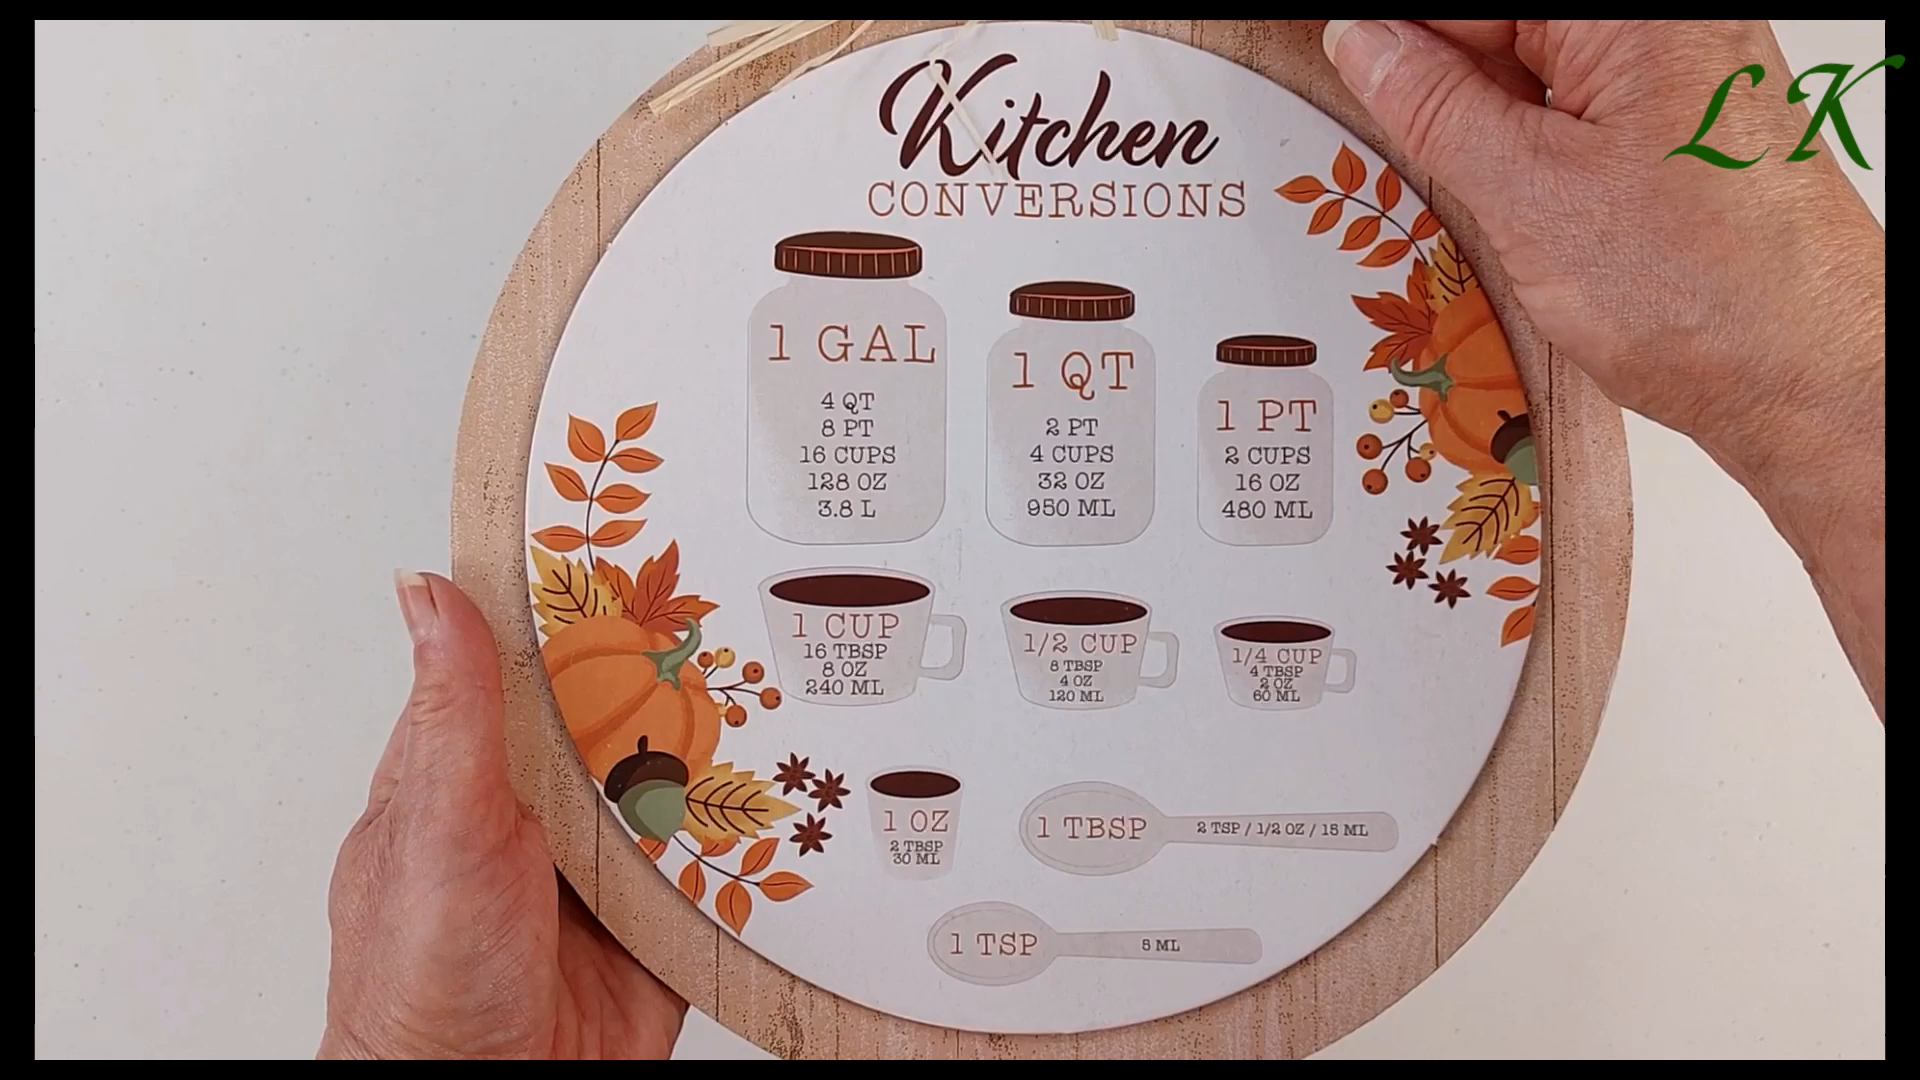 LK
Kitchen
CONVERSIONS
1 GAL
4 QT
8 PT
16 CUPS
128 OZ
3.8 L
1 QT
2 PT
4 CUPS
32 OZ
950 ML
1 PT
2 CUPS
16 OZ
480 ML
1 CUP
16 TBSP
8 OZ
240 ML
1/2 CUP
8 TBSP
4 OZ
120 ML
1/4 CUP
4 TBSP
2 OZ
60 ML
1 OZ
2 TBSP
30 ML
1 TBSP
2 TSP / 1/2 OZ / 15 ML
1 TSP
5 ML